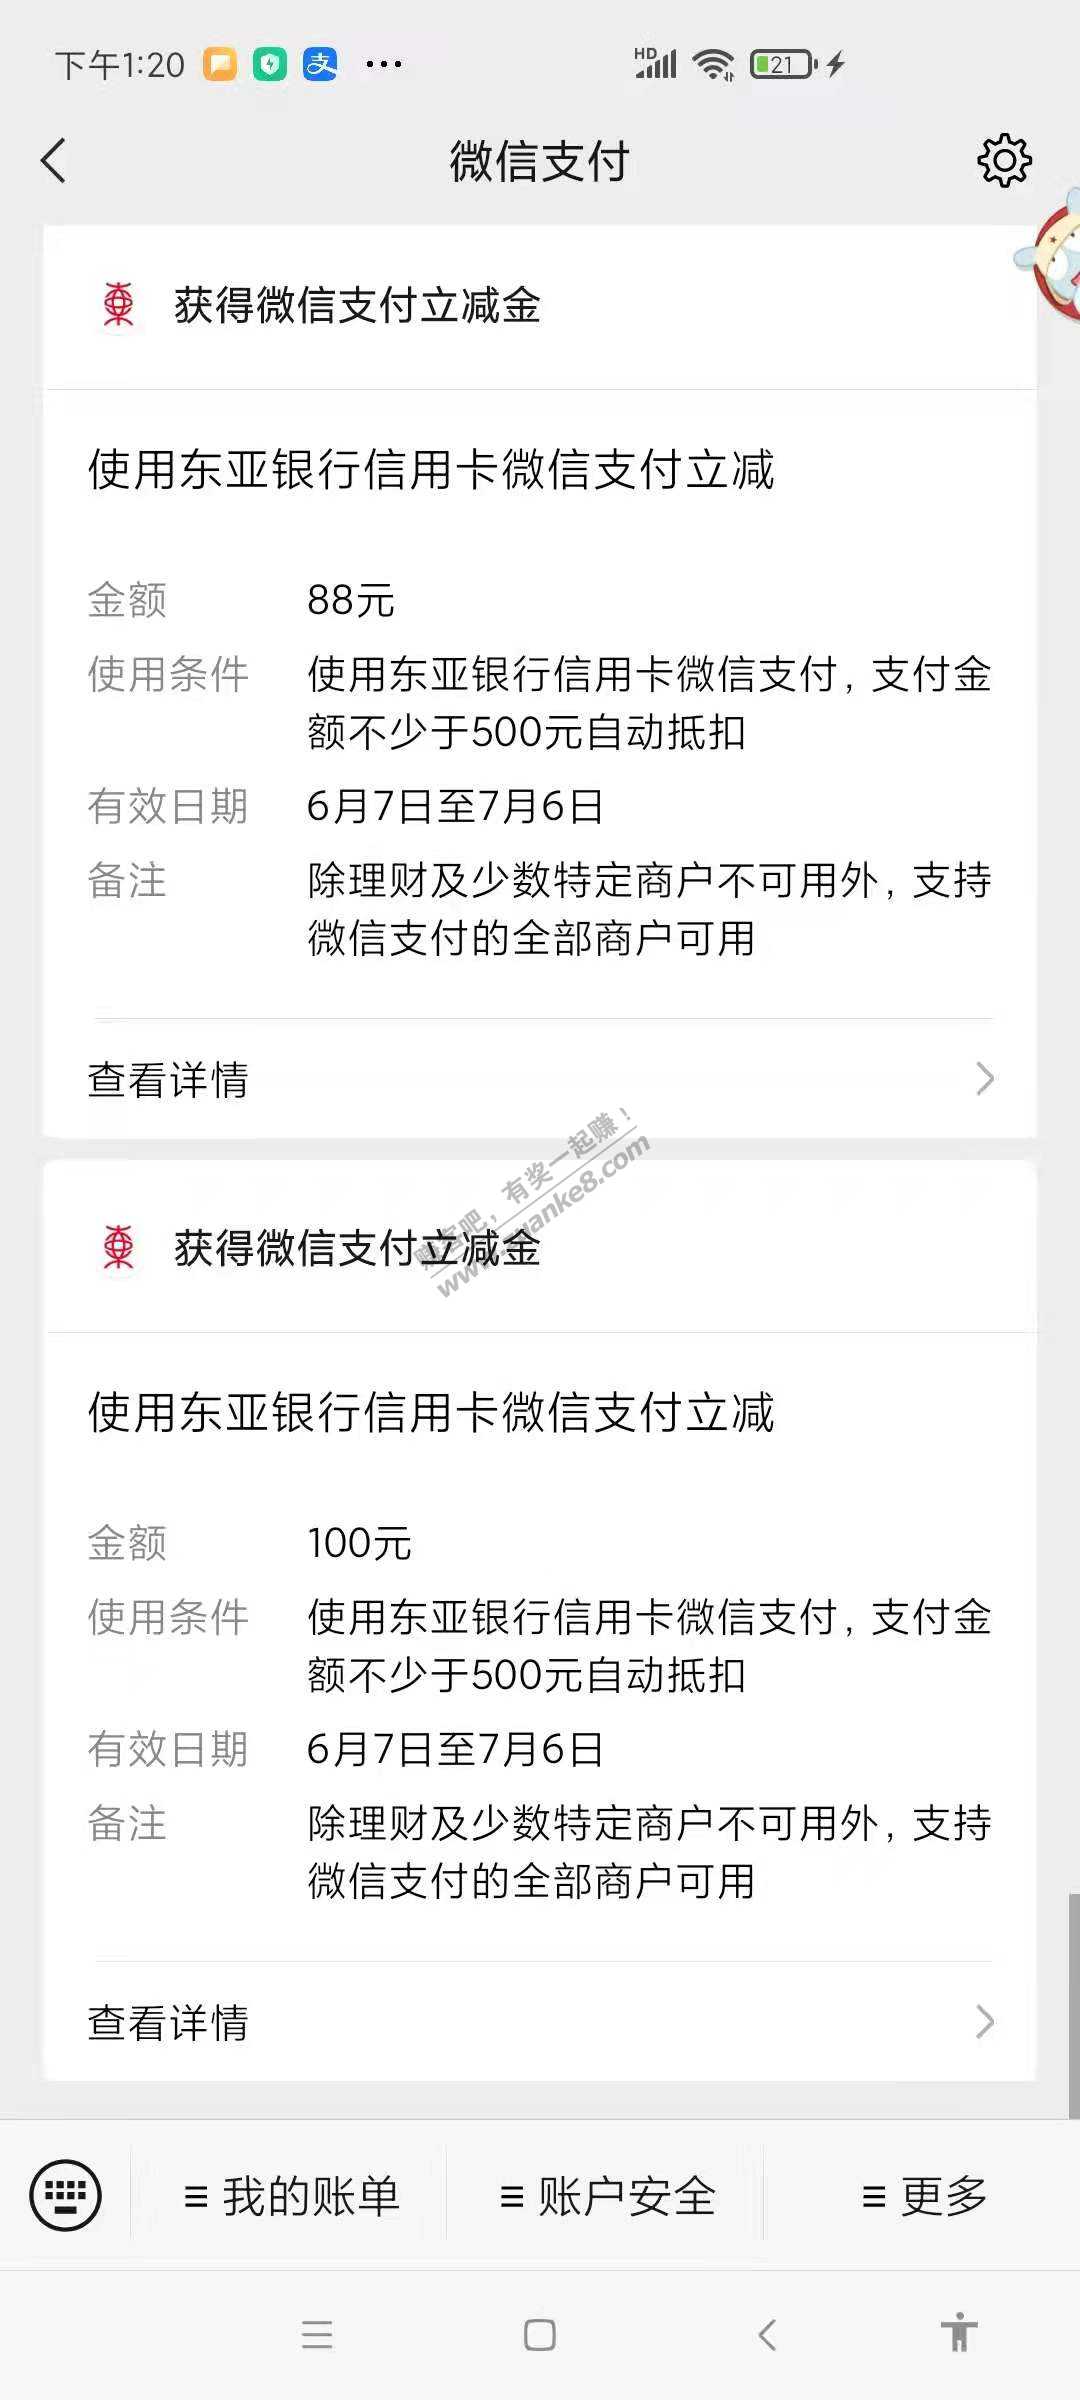 下午1:20
HD
21
微信支付
获得微信支付立减金
使用东亚银行信用卡微信支付立减
金额 88元
使用条件 使用东亚银行信用卡微信支付，支付金
额不少于500元自动抵扣
有效日期 6月7日至7月6日
备注 除理财及少数特定商户不可用外，支持
微信支付的全部商户可用
查看详情
赚客吧，有奖一起赚！
www.zuanke8.com
获得微信支付立减金
使用东亚银行信用卡微信支付立减
金额 100元
使用条件 使用东亚银行信用卡微信支付，支付金
额不少于500元自动抵扣
有效日期 6月7日至7月6日
备注 除理财及少数特定商户不可用外，支持
微信支付的全部商户可用
查看详情
我的账单 账户安全 更多